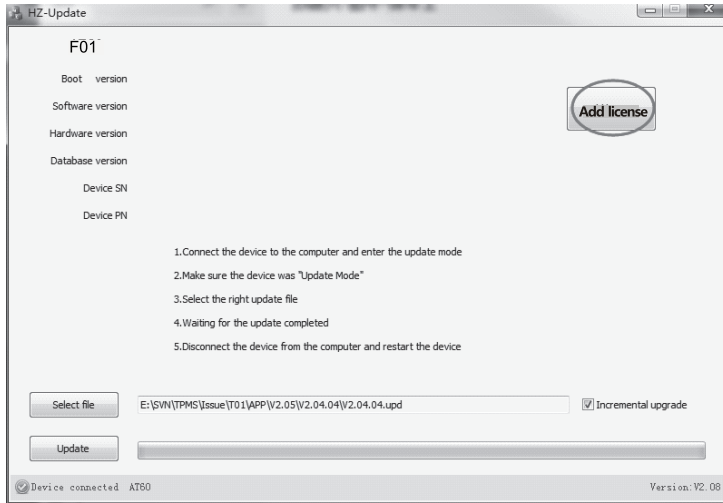 HZ-Update
F01
Boot version
Add license
Software version
Hardware version
Database version
Device SN
Device PN
1.Connect the device to the computer and enter the update mode
2.Make sure the device was "Update Mode"
3.Select the right update file
4.Waiting for the update completed
5.Disconnect the device from the computer and restart the device
Select file E:\SVN\TPMS\Issue\T01\APP\V2.05\V2.04.04\V2.04.04.upd Incremental upgrade
Update
Device connected AT60 Version:V2.08